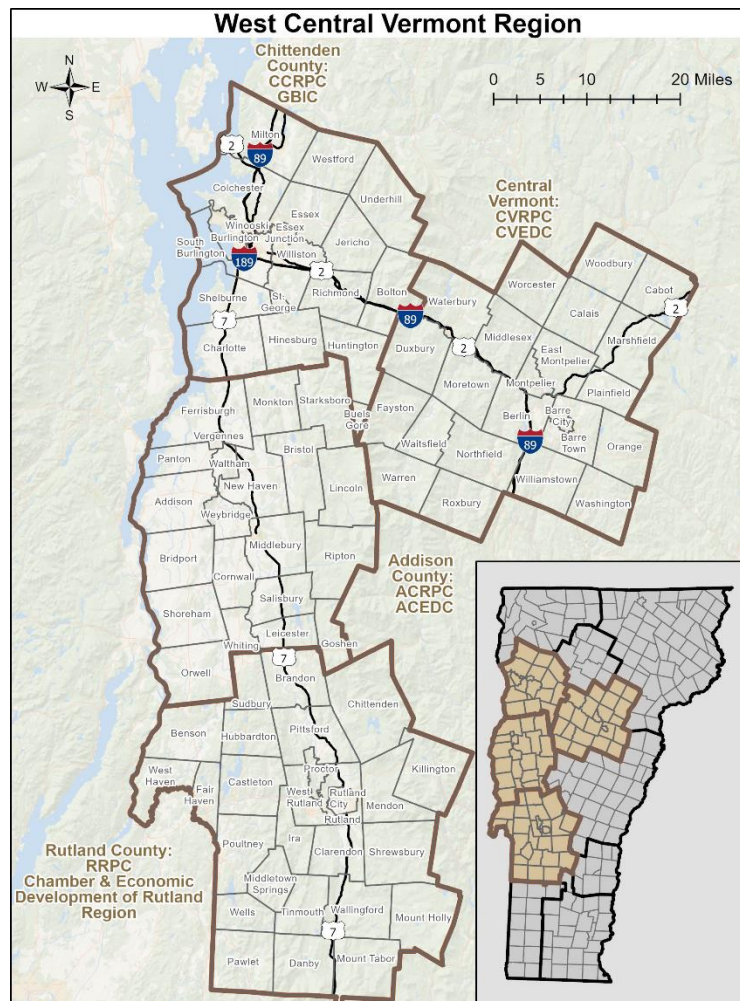 West Central Vermont Region
Chittenden
County:
CCRPC
GBIC
N
W E
S
0 5 10 20 Miles
Milton
2
89
Westford
Colchester
Underhill
Essex
Winooski
Essex
Junction
Jericho
Burlington
South
Burlington
Williston
189
2
Richmond
Bolton
Shelburne
St.
George
7
Charlotte
Hinesburg
Huntington
Central
Vermont:
CVRPC
CVEDC
Woodbury
Worcester
Cabot
Waterbury
Calais
2
89
Middlesex
Marshfield
Duxbury
2
East
Montpelier
Moretown
Montpelier
Plainfield
Fayston
Berlin
Barre
City
Waitsfield
89
Barre
Town
Orange
Northfield
Warren
Williamstown
Roxbury
Washington
Ferrisburgh
Monkton
Starksboro
Buels
Gore
Vergennes
Panton
Waltham
Bristol
Addison
New Haven
Lincoln
Weybridge
Bridport
Middlebury
Ripton
Cornwall
Addison
County:
ACRPC
ACEDC
Shoreham
Salisbury
Leicester
Whiting
Goshen
Orwell
7
Brandon
Sudbury
Chittenden
Benson
Hubbardton
Pittsford
West
Haven
Fair
Haven
Castleton
Proctor
Killington
West
Rutland
Rutland
City
Mendon
Rutland
Poultney
Ira
Clarendon
Shrewsbury
Rutland County:
RRPC
Chamber & Economic
Development of Rutland
Region
Middletown
Springs
Wells
Tinmouth
Wallingford
Mount Holly
7
Pawlet
Danby
Mount Tabor